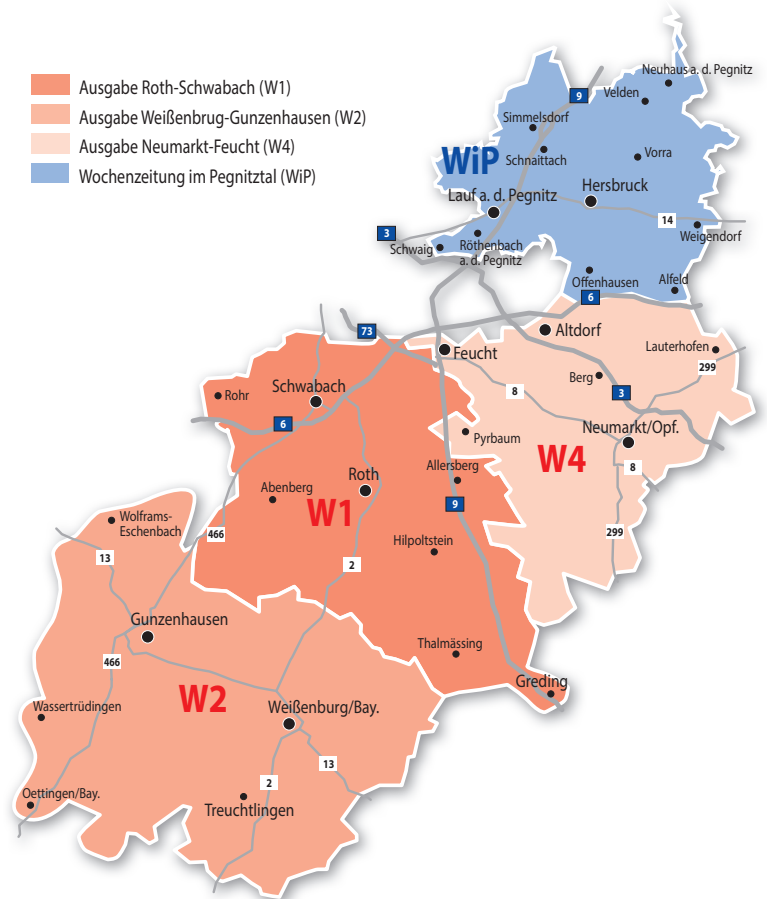 Ausgabe Roth-Schwabach (W1)
Ausgabe Weißenbrug-Gunzenhausen (W2)
Ausgabe Neumarkt-Feucht (W4)
Wochenzeitung im Pegnitztal (WiP)
Neuhaus a. d. Pegnitz
9
Velden
Simmelsdorf
WiP
Schnaittach
Vorra
Lauf a. d. Pegnitz
Hersbruck
14
3
Schwaig
Röthenbach
a. d. Pegnitz
Weigendorf
Offenhausen
Alfeld
6
73
Altdorf
Feucht
Lauterhofen
299
Berg
8
3
Rohr
Schwabach
6
Neumarkt/Opf.
Pyrbaum
W4
8
Roth
Allersberg
Abenberg
W1
9
Wolframs-
Eschenbach
466
299
Hilpoltstein
13
2
Gunzenhausen
Thalmässing
466
Greding
W2
Wassertrüdingen
Weißenburg/Bay.
13
2
Oettingen/Bay.
Treuchtlingen